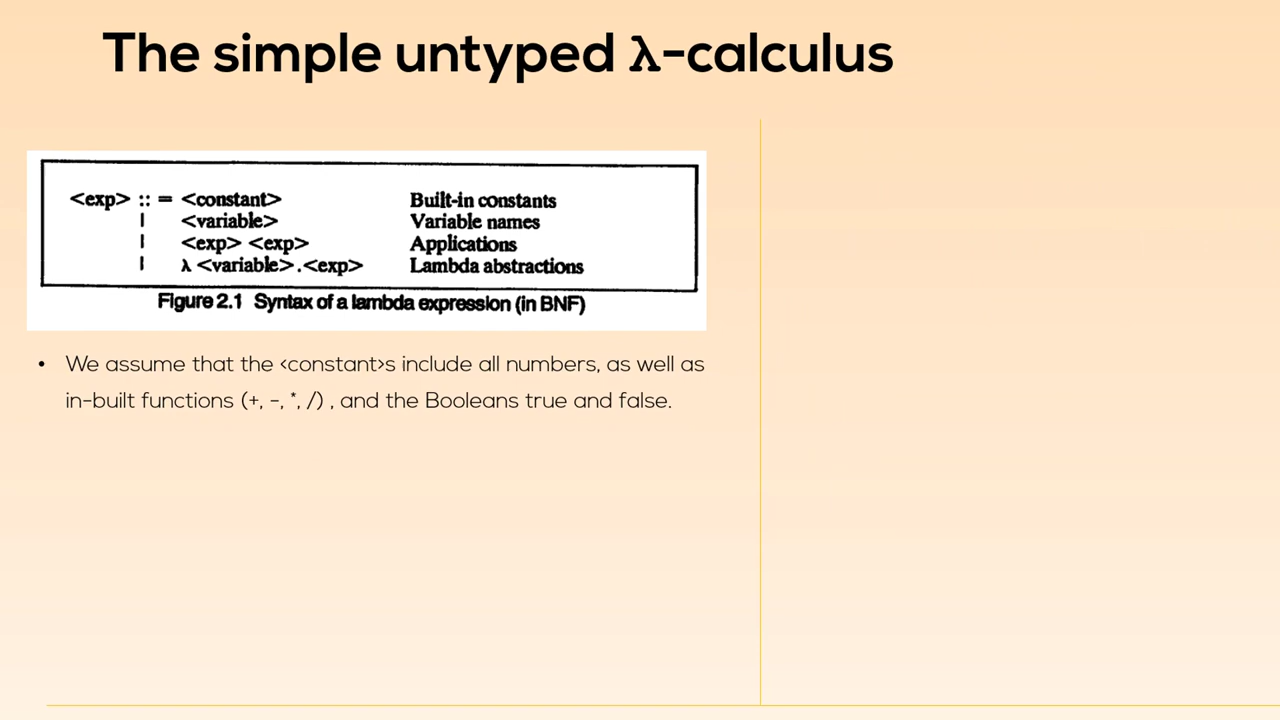 The simple untyped λ-calculus
<exp> :: = <constant> Built-in constants
| <variable> Variable names
| <exp> <exp> Applications
| λ <variable>.<exp> Lambda abstractions
Figure 2.1 Syntax of a lambda expression (in BNF)
• We assume that the <constant>s include all numbers, as well as
in-built functions (+, -, *, /) , and the Booleans true and false.